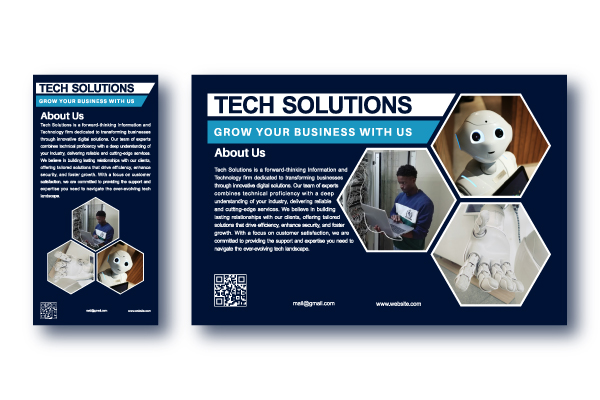 TECH SOLUTIONS
GROW YOUR BUSINESS WITH US
About Us
Tech Solutions is a forward-thinking Information and
Technology firm dedicated to transforming businesses
through innovative digital solutions. Our team of experts
combines technical proficiency with a deep understanding of
your industry, delivering reliable and cutting-edge services.
We believe in building lasting relationships with our clients,
offering tailored solutions that drive efficiency, enhance
security, and foster growth. With a focus on customer
satisfaction, we are committed to providing the support and
expertise you need to navigate the ever-evolving tech
landscape.
mail@gmail.com
www.website.com
TECH SOLUTIONS
GROW YOUR BUSINESS WITH US
About Us
Tech Solutions is a forward-thinking Information and
Technology firm dedicated to transforming businesses
through innovative digital solutions. Our team of experts
combines technical proficiency with a deep
understanding of your industry, delivering reliable
and cutting-edge services. We believe in building
lasting relationships with our clients, offering tailored
solutions that drive efficiency, enhance security, and foster
growth. With a focus on customer satisfaction, we are
committed to providing the support and expertise you need to
navigate the ever-evolving tech landscape.
mail@gmail.com
www.website.com